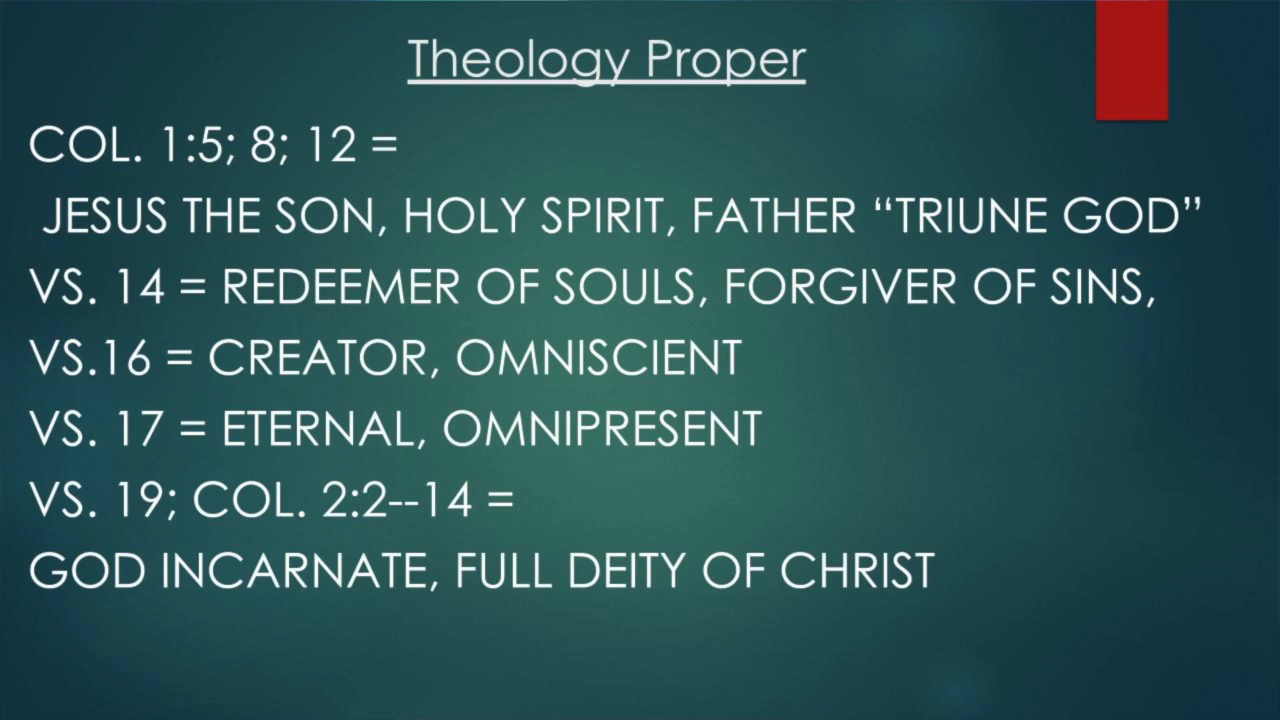 Theology Proper
COL. 1:5; 8; 12 =
JESUS THE SON, HOLY SPIRIT, FATHER “TRIUNE GOD”
VS. 14 = REDEEMER OF SOULS, FORGIVER OF SINS,
VS.16 = CREATOR, OMNISCIENT
VS. 17 = ETERNAL, OMNIPRESENT
VS. 19; COL. 2:2--14 =
GOD INCARNATE, FULL DEITY OF CHRIST